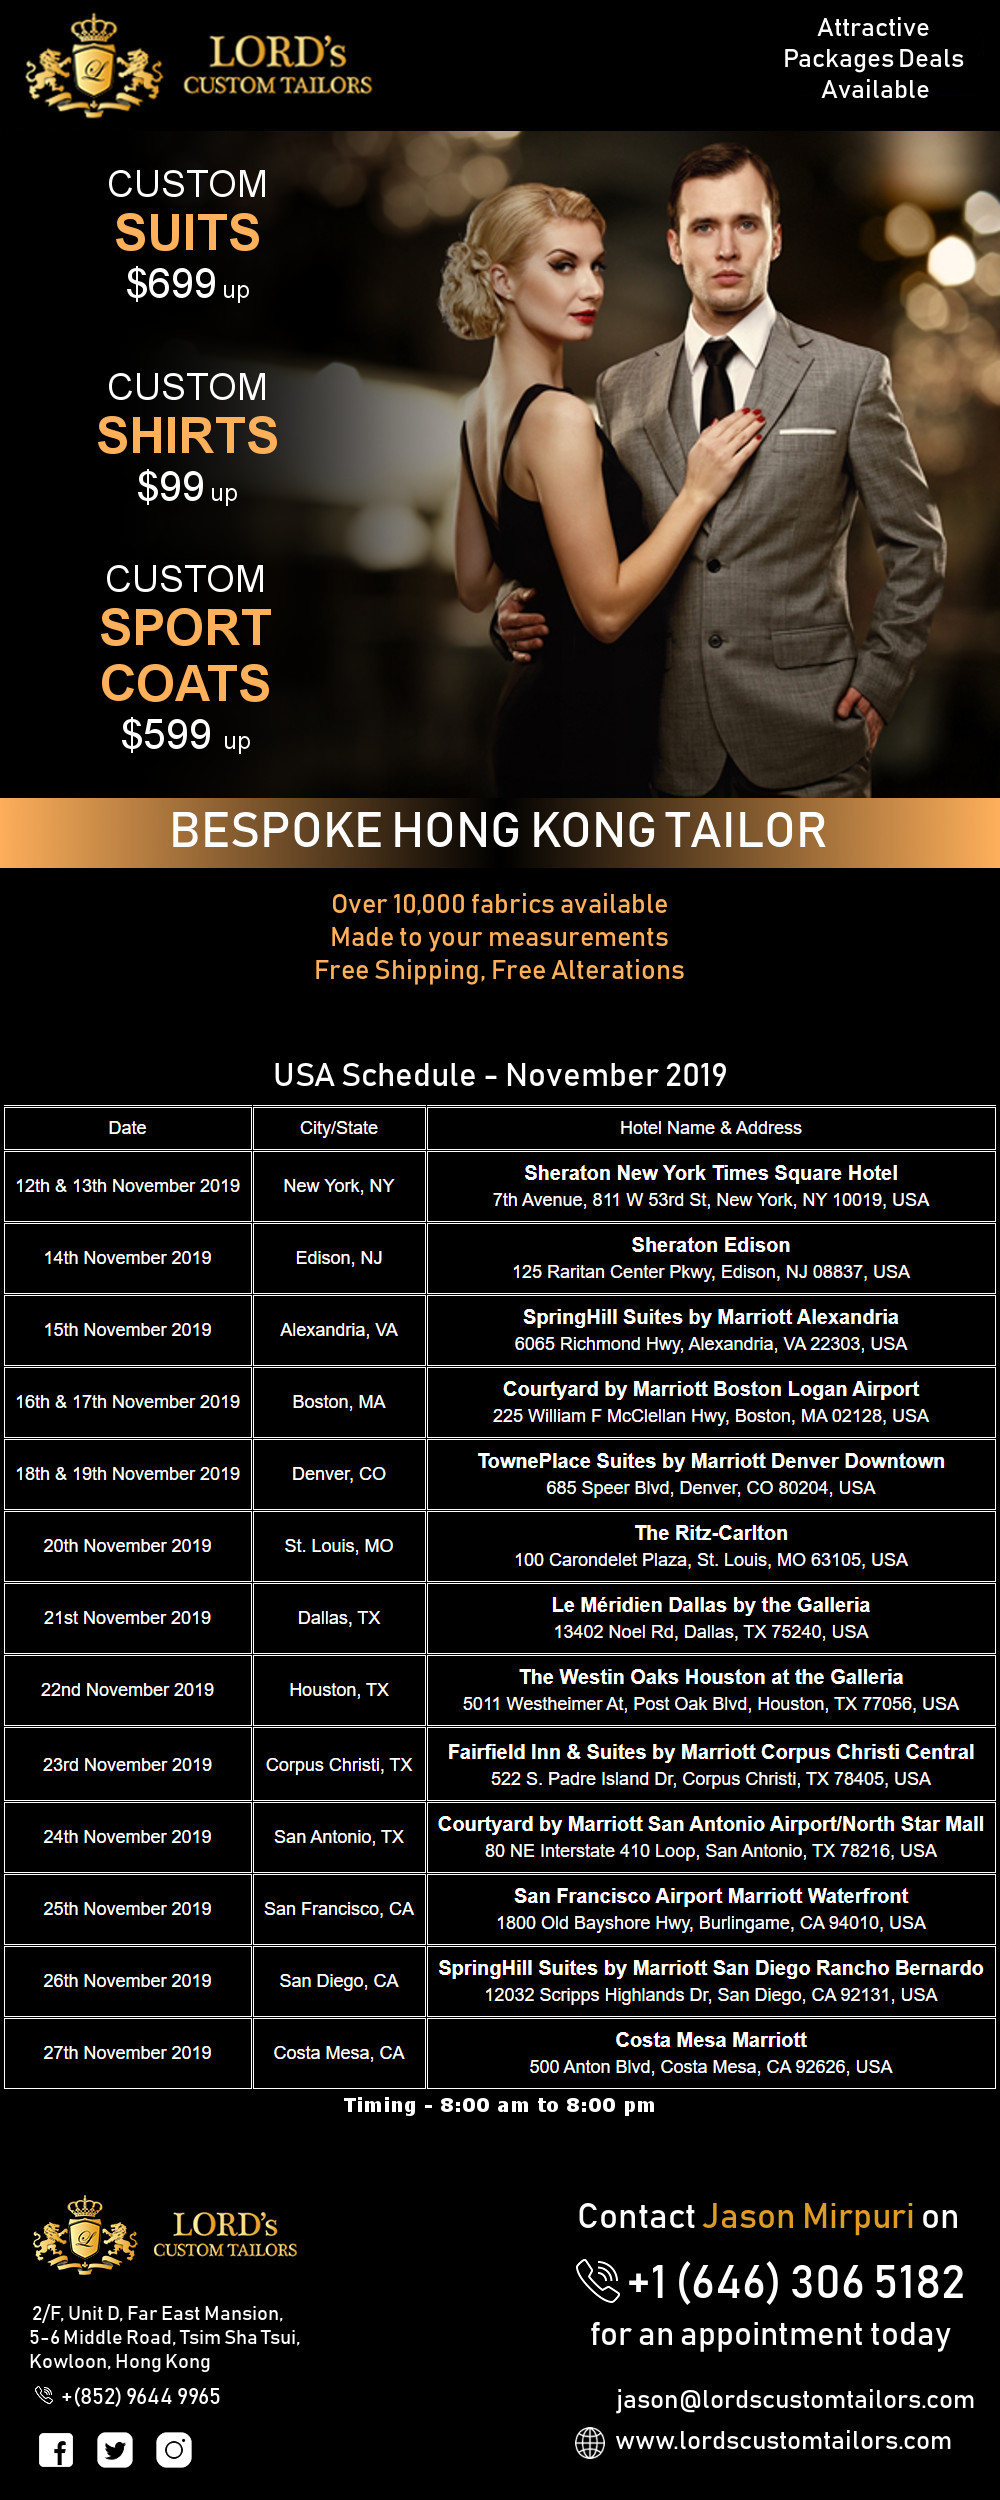 L
LORD's
CUSTOM TAILORS
Attractive
Packages Deals
Available
CUSTOM
SUITS
$699 up
CUSTOM
SHIRTS
$99 up
CUSTOM
SPORT
COATS
$599 up
BESPOKE HONG KONG TAILOR
Over 10,000 fabrics available
Made to your measurements
Free Shipping, Free Alterations
USA Schedule - November 2019
Date City/State Hotel Name & Address
12th & 13th November 2019 New York, NY Sheraton New York Times Square Hotel
7th Avenue, 811 W 53rd St, New York, NY 10019, USA
14th November 2019 Edison, NJ Sheraton Edison
125 Raritan Center Pkwy, Edison, NJ 08837, USA
15th November 2019 Alexandria, VA SpringHill Suites by Marriott Alexandria
6065 Richmond Hwy, Alexandria, VA 22303, USA
16th & 17th November 2019 Boston, MA Courtyard by Marriott Boston Logan Airport
225 William F McClellan Hwy, Boston, MA 02128, USA
18th & 19th November 2019 Denver, CO TownePlace Suites by Marriott Denver Downtown
685 Speer Blvd, Denver, CO 80204, USA
20th November 2019 St. Louis, MO The Ritz-Carlton
100 Carondelet Plaza, St. Louis, MO 63105, USA
21st November 2019 Dallas, TX Le Méridien Dallas by the Galleria
13402 Noel Rd, Dallas, TX 75240, USA
22nd November 2019 Houston, TX The Westin Oaks Houston at the Galleria
5011 Westheimer At, Post Oak Blvd, Houston, TX 77056, USA
23rd November 2019 Corpus Christi, TX Fairfield Inn & Suites by Marriott Corpus Christi Central
522 S. Padre Island Dr, Corpus Christi, TX 78405, USA
24th November 2019 San Antonio, TX Courtyard by Marriott San Antonio Airport/North Star Mall
80 NE Interstate 410 Loop, San Antonio, TX 78216, USA
25th November 2019 San Francisco, CA San Francisco Airport Marriott Waterfront
1800 Old Bayshore Hwy, Burlingame, CA 94010, USA
26th November 2019 San Diego, CA SpringHill Suites by Marriott San Diego Rancho Bernardo
12032 Scripps Highlands Dr, San Diego, CA 92131, USA
27th November 2019 Costa Mesa, CA Costa Mesa Marriott
500 Anton Blvd, Costa Mesa, CA 92626, USA
Timing - 8:00 am to 8:00 pm
L
LORD's
CUSTOM TAILORS
2/F, Unit D, Far East Mansion,
5-6 Middle Road, Tsim Sha Tsui,
Kowloon, Hong Kong
+(852) 9644 9965
Contact Jason Mirpuri on
+1 (646) 306 5182
for an appointment today
jason@lordscustomtailors.com
www.lordscustomtailors.com